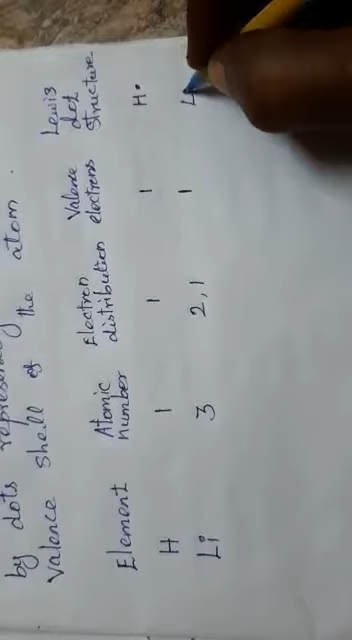 by dots
Valence shell of the atom.
Element Atomic number Electron distribution Valence electrons Lewis dot structure
H 1 1 1 H•
Li 3 2,1 1 L